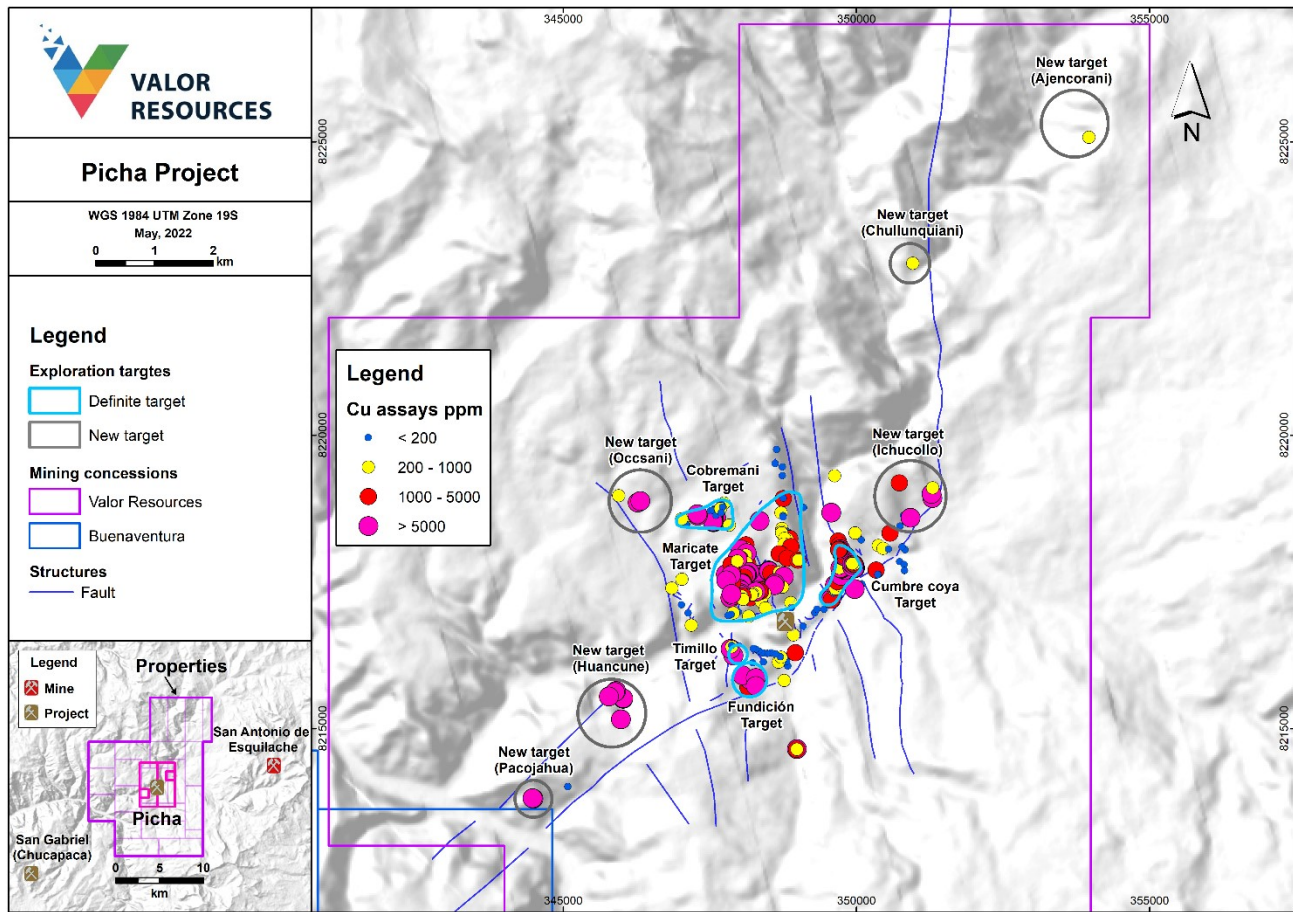 VALOR
RESOURCES
Picha Project
WGS 1984 UTM Zone 19S
May, 2022
0 1 2
km
Legend
Exploration targtes
Definite target
New target
Mining concessions
Valor Resources
Buenaventura
Structures
Fault
Legend
Mine
Project
Properties
San Antonio de
Esquilache
Picha
San Gabriel
(Chucapaca)
0 5 10
km
345000
350000
355000
8225000
8225000
New target
(Ajencorani)
N
New target
(Chullunquiani)
Legend
Cu assays ppm
< 200
200 - 1000
1000 - 5000
> 5000
8220000
8220000
New target
(Occsani)
Cobremani
Target
New target
(Ichucollo)
Maricate
Target
Cumbre coya
Target
Timillo
Target
New target
(Huancune)
Fundición
Target
8215000
8215000
New target
(Pacojahua)
345000
350000
355000